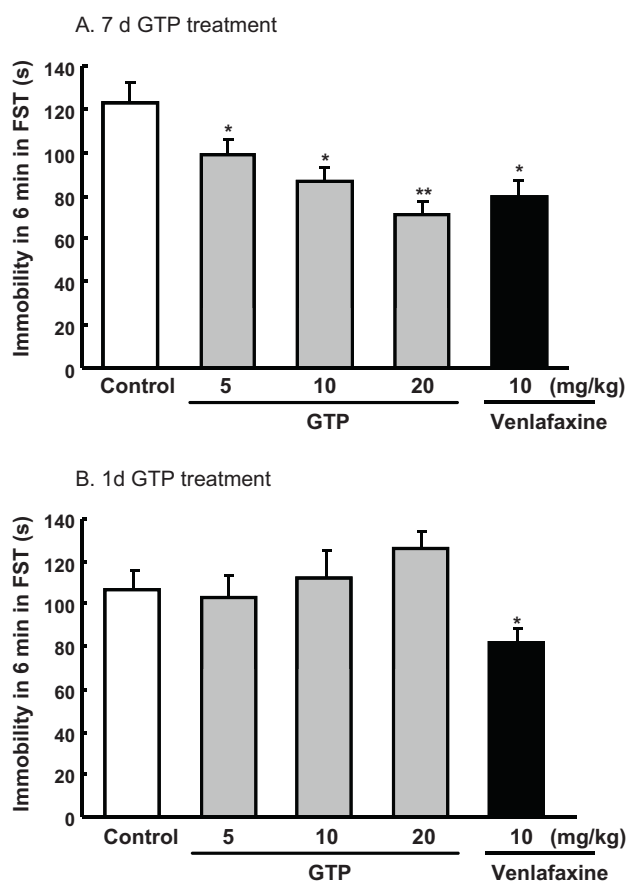 A. 7 d GTP treatment
Immobility in 6 min in FST (s)
140
120
100
80
60
40
20
0
*
*
**
*
Control 5 10 20 10 (mg/kg)
GTP Venlafaxine
B. 1d GTP treatment
Immobility in 6 min in FST (s)
140
120
100
80
60
40
20
0
*
Control 5 10 20 10 (mg/kg)
GTP Venlafaxine